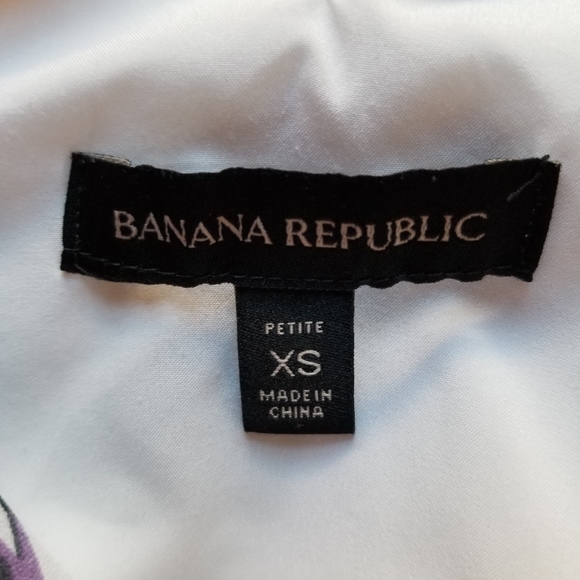 BANANA REPUBLIC
PETITE
XS
MADE IN
CHINA